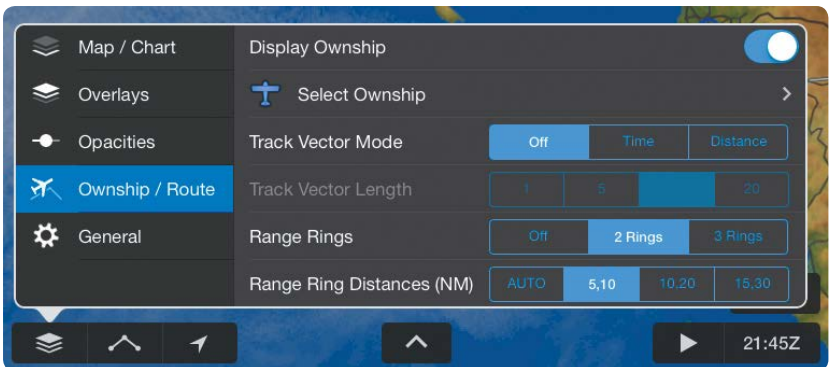 Map / Chart
Overlays
Opacities
Ownship / Route
General
Display Ownship
Select Ownship
Track Vector Mode Off Time Distance
Track Vector Length 1 5 20
Range Rings Off 2 Rings 3 Rings
Range Ring Distances (NM) AUTO 5,10 10,20 15,30
21:45Z